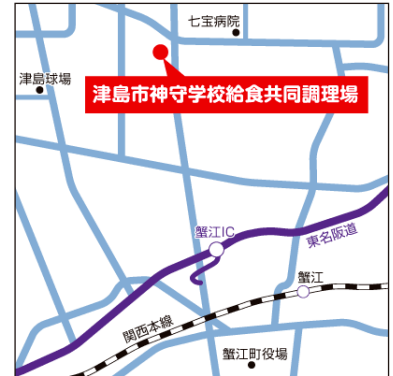 七宝病院
津島球場
津島市神守学校給食共同調理場
蟹江IC
東名阪道
蟹江
関西本線
蟹江町役場